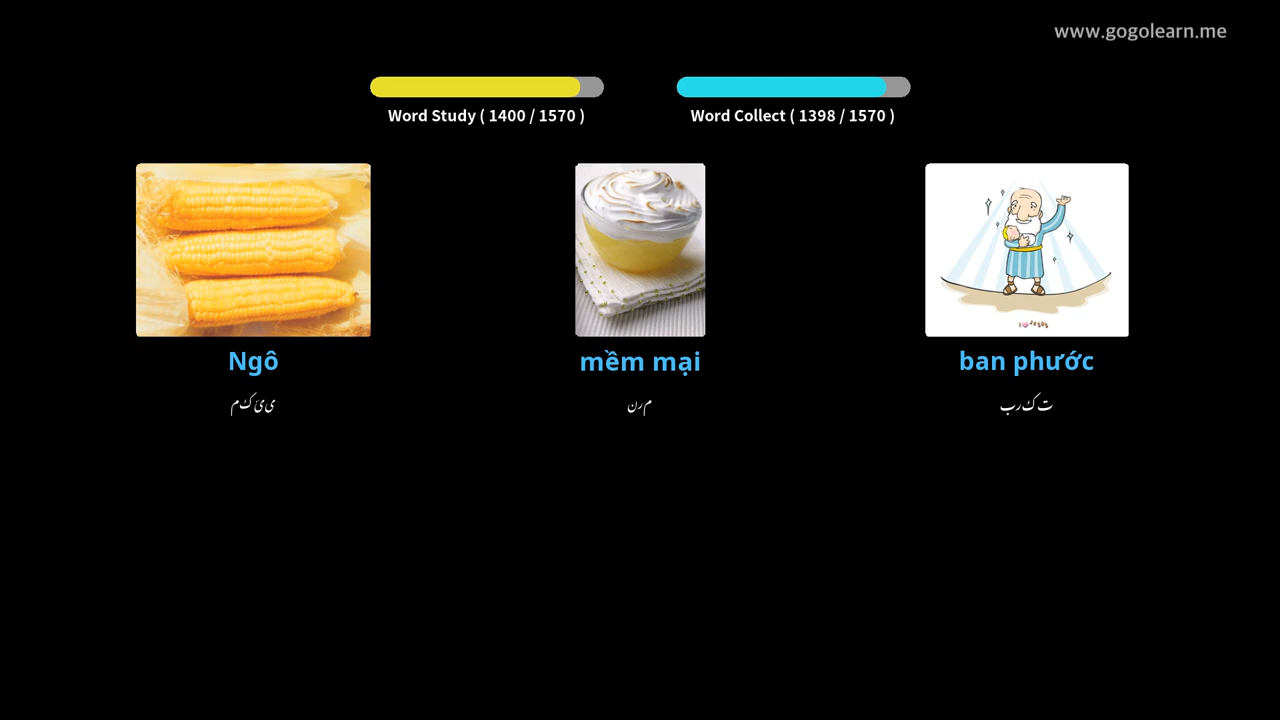 www.gogolearn.me
Word Study ( 1400 / 1570 )
Word Collect ( 1398 / 1570 )
I ♥ JESUS
Ngô
mềm mại
ban phước
مکئی
نرم
برکت